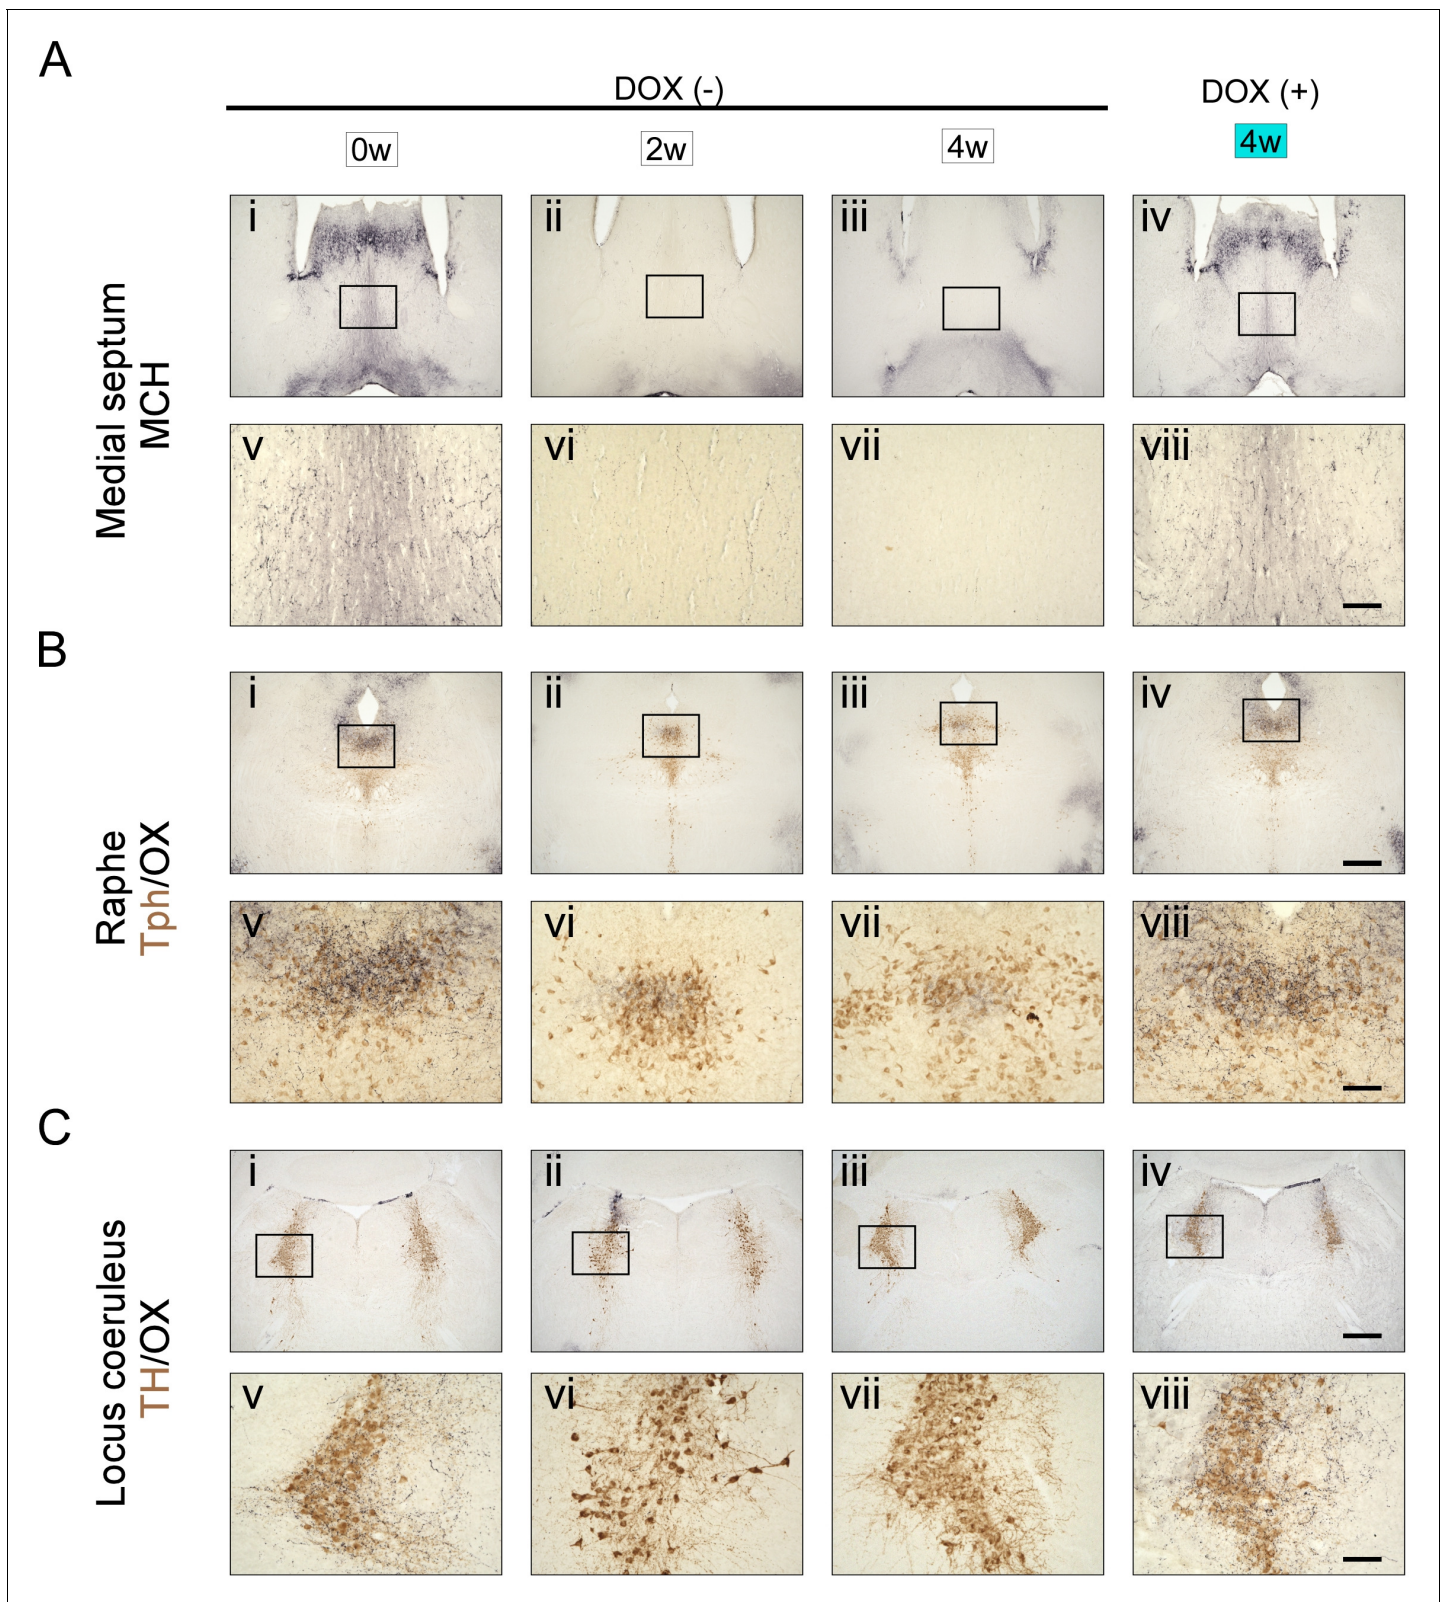 A
DOX (-)
DOX (+)
0w
2w
4w
4w
Medial septum
MCH
i
ii
iii
iv
v
vi
vii
viii
B
Raphe
Tph/OX
i
ii
iii
iv
v
vi
vii
viii
C
Locus coeruleus
TH/OX
i
ii
iii
iv
v
vi
vii
viii